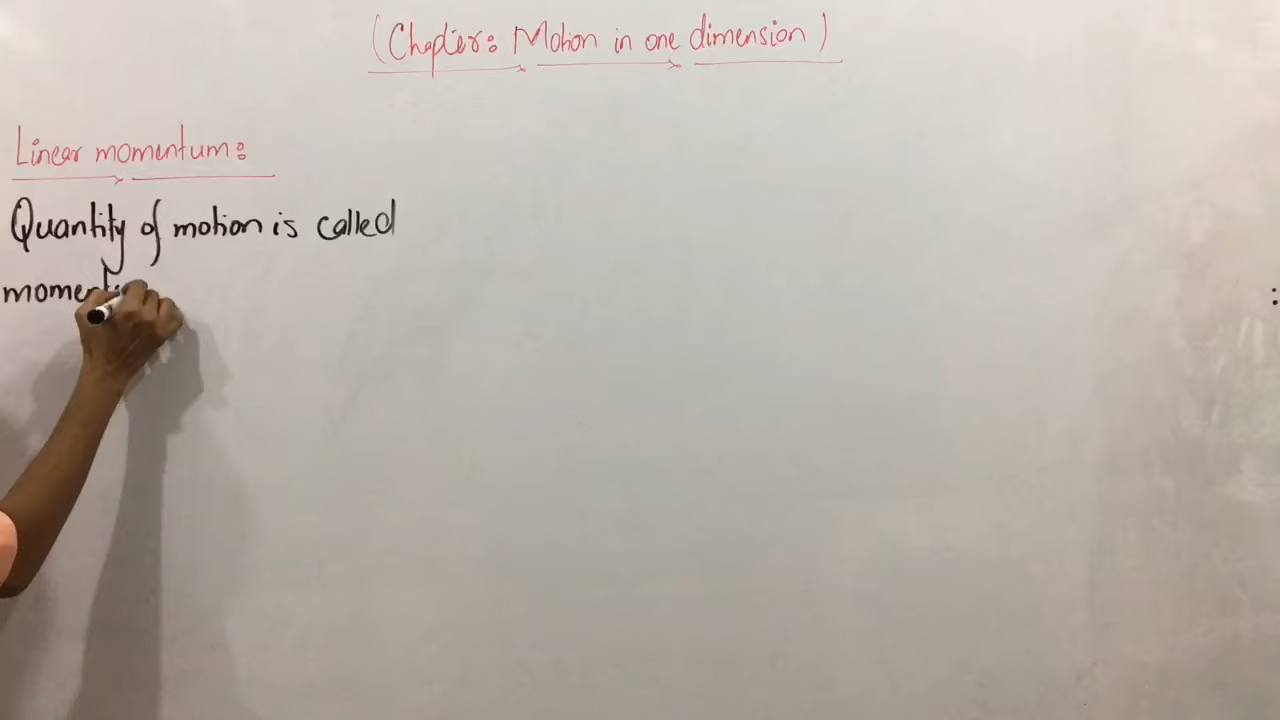 (Chapter: Motion in one dimension)
Linear momentum:
Quantity of motion is called